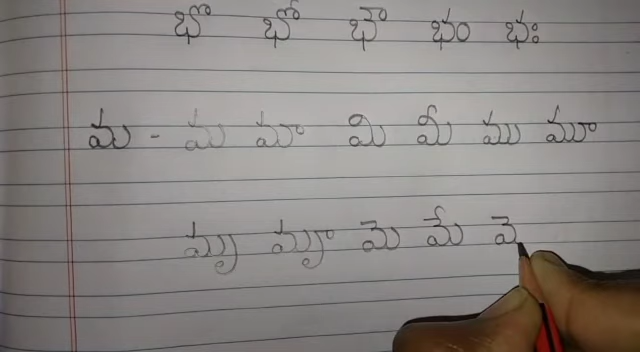 భొ భో భౌ భం భః
మ - మ మా మి మీ ము మూ
మృ మౄ మె మే